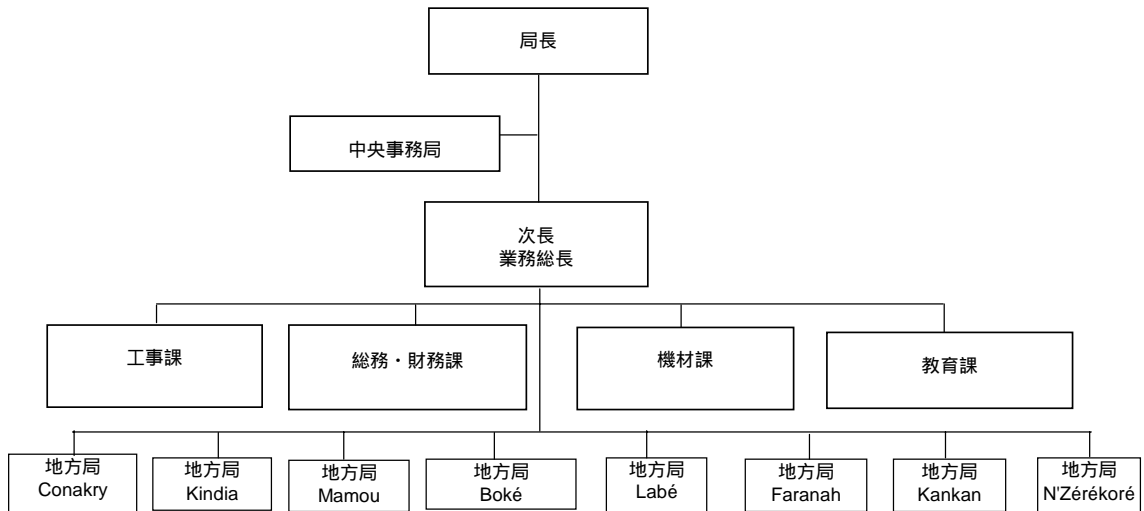 局長
中央事務局
次長
業務総長
工事課
総務・財務課
機材課
教育課
地方局
Conakry
地方局
Kindia
地方局
Mamou
地方局
Boké
地方局
Labé
地方局
Faranah
地方局
Kankan
地方局
N'Zérékoré